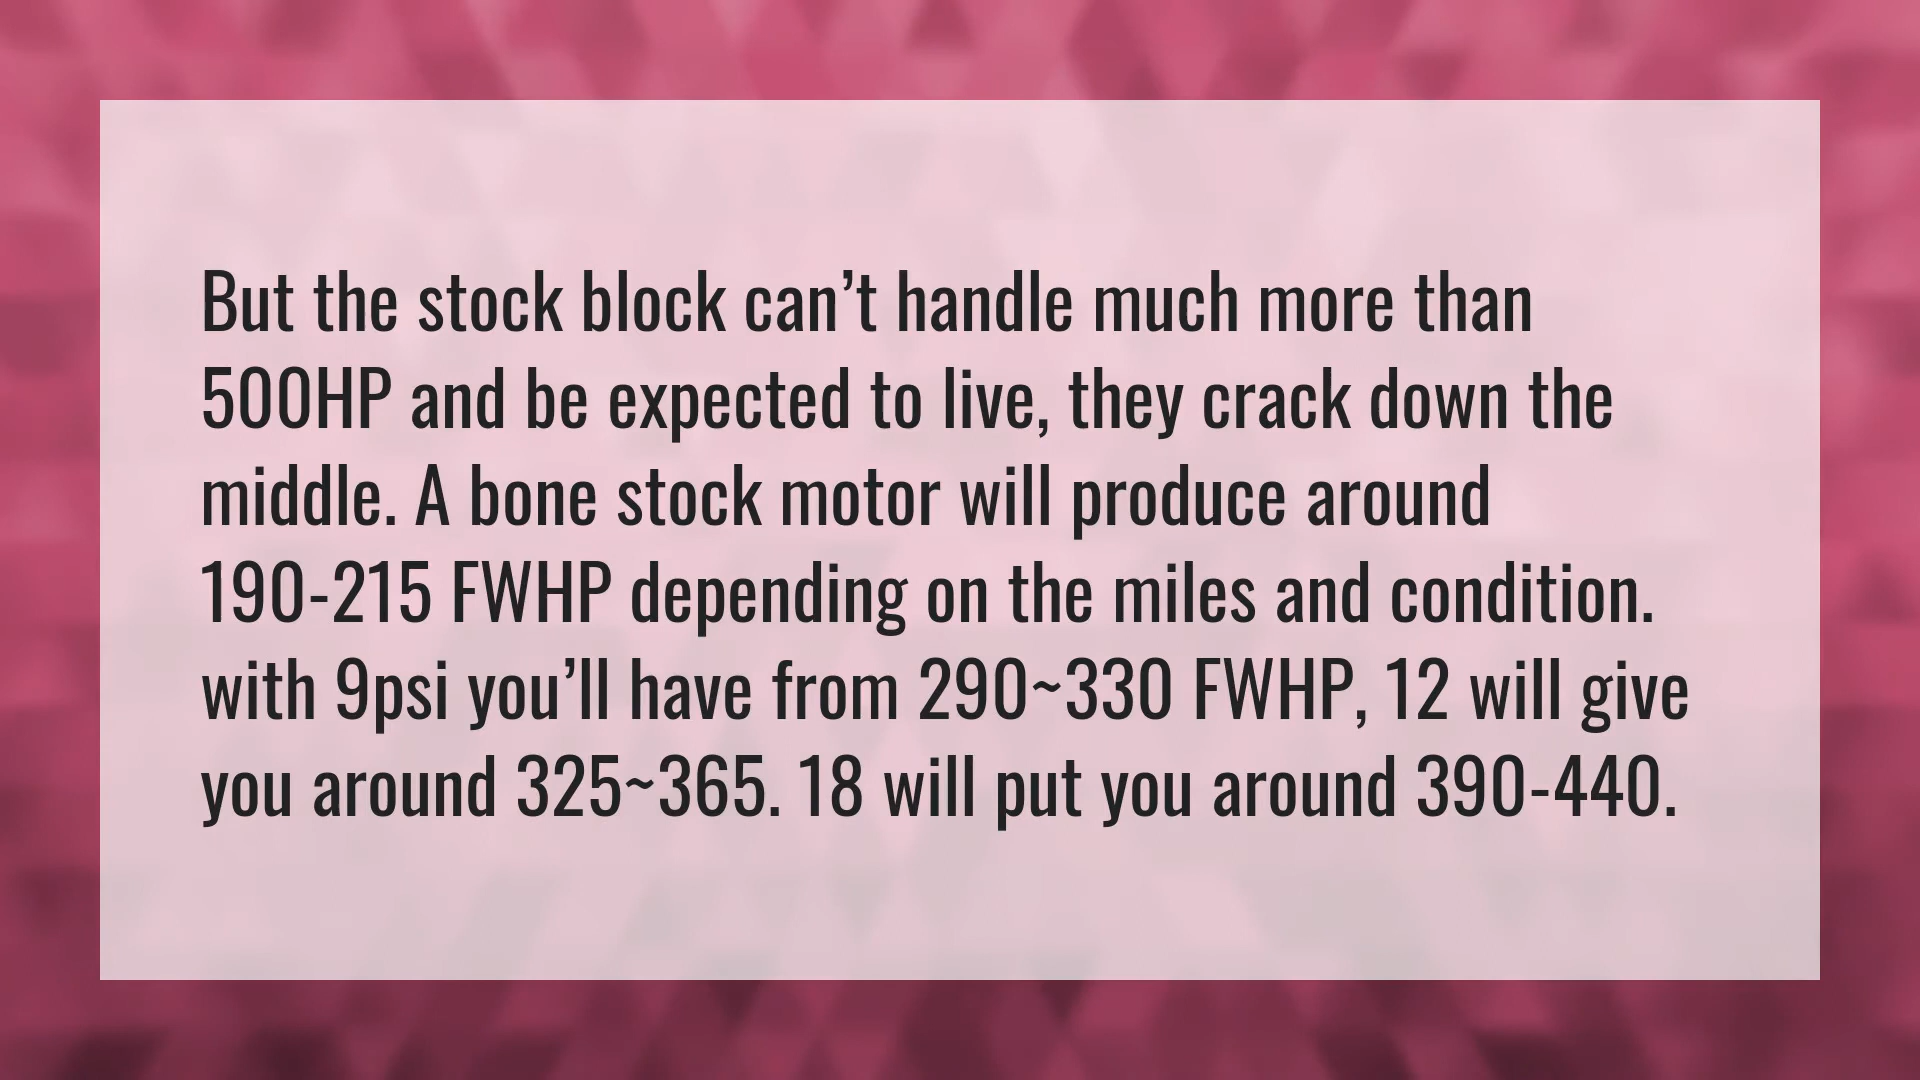 But the stock block can’t handle much more than
500HP and be expected to live, they crack down the
middle. A bone stock motor will produce around
190-215 FWHP depending on the miles and condition.
with 9psi you’ll have from 290~330 FWHP, 12 will give
you around 325~365. 18 will put you around 390-440.